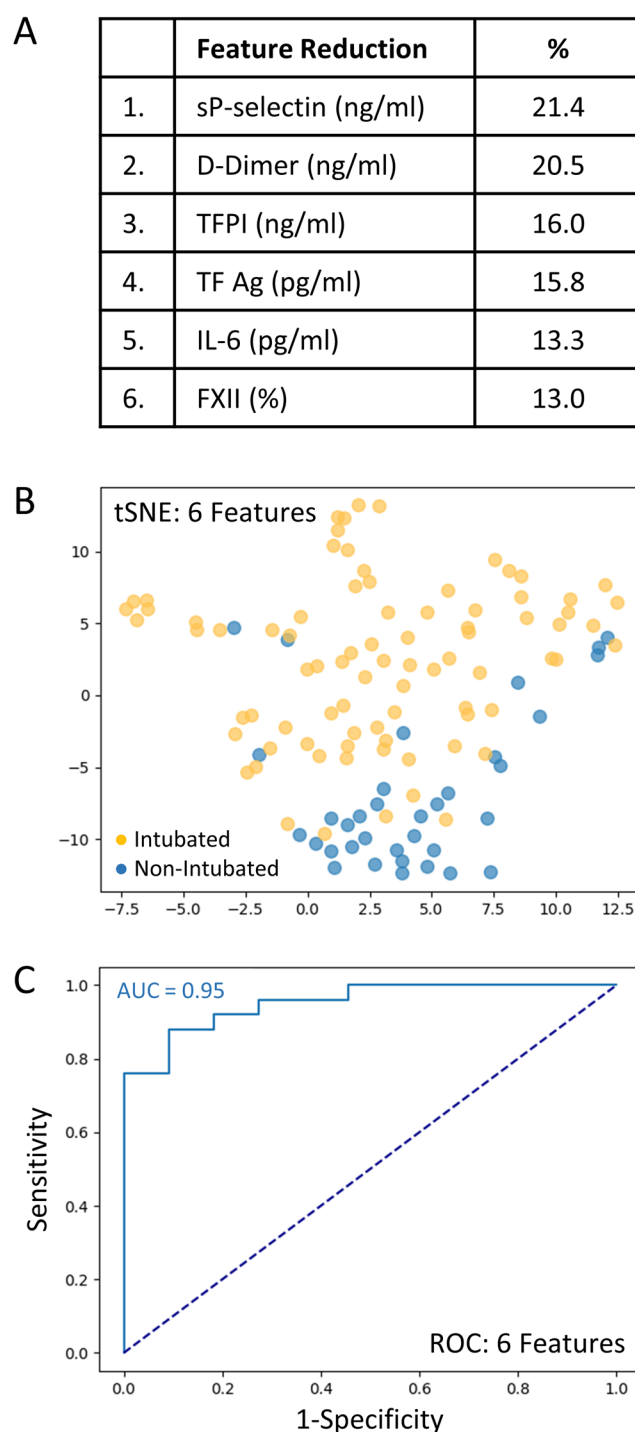 A
Feature Reduction %
1. sP-selectin (ng/ml) 21.4
2. D-Dimer (ng/ml) 20.5
3. TFPI (ng/ml) 16.0
4. TF Ag (pg/ml) 15.8
5. IL-6 (pg/ml) 13.3
6. FXII (%) 13.0
B
tSNE: 6 Features
10
5
0
−5
−10
Intubated
Non-Intubated
−7.5 −5.0 −2.5 0.0 2.5 5.0 7.5 10.0 12.5
C
AUC = 0.95
1.0
0.8
0.6
0.4
0.2
0.0
Sensitivity
ROC: 6 Features
0.0 0.2 0.4 0.6 0.8 1.0
1-Specificity